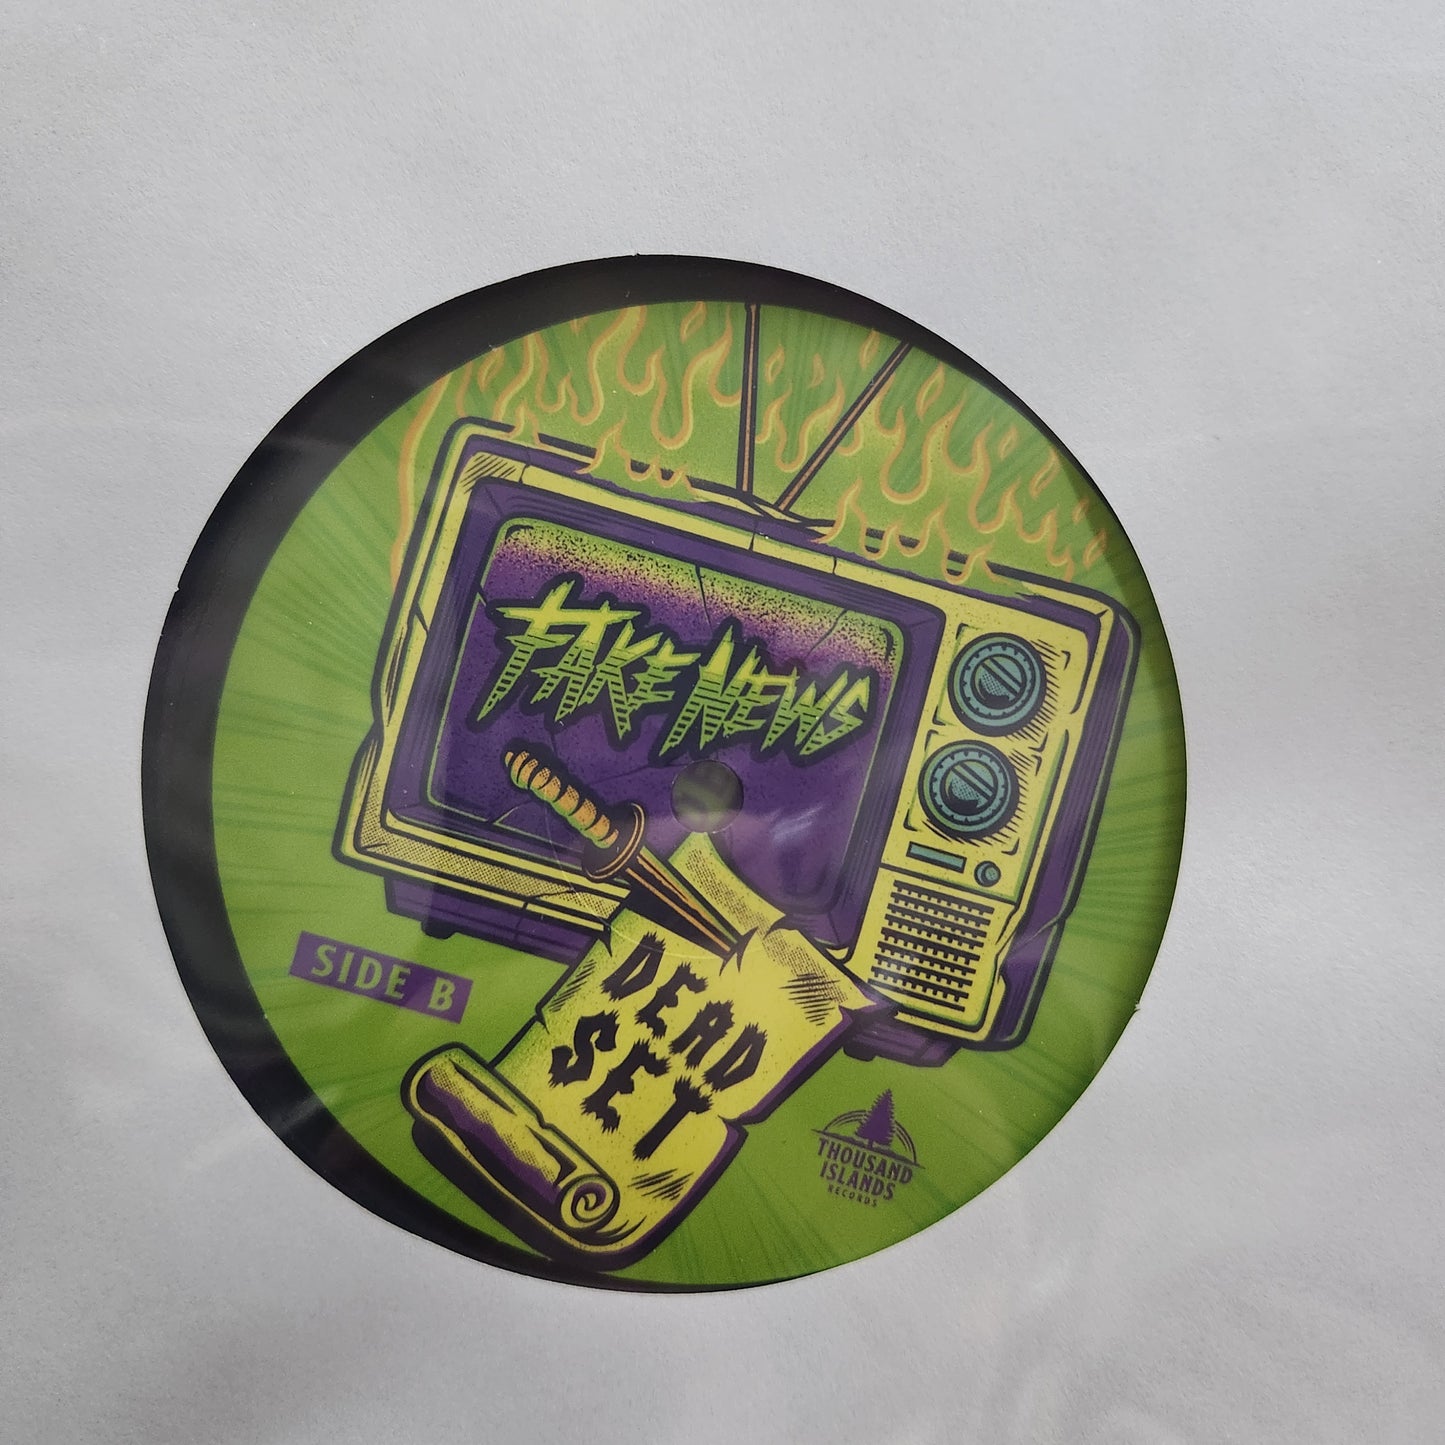 FAKE NEWS
SIDE B
DEAD
SET
THOUSAND
ISLANDS
RECORDS